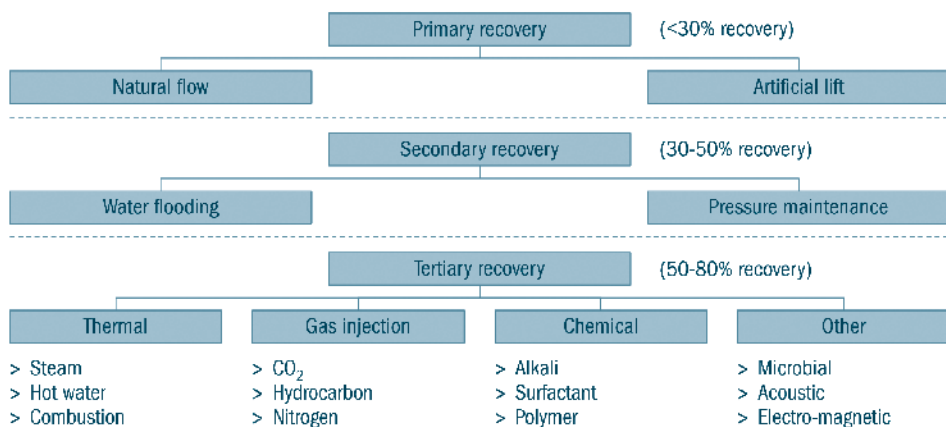 Primary recovery (<30% recovery)
Natural flow Artificial lift
Secondary recovery (30-50% recovery)
Water flooding Pressure maintenance
Tertiary recovery (50-80% recovery)
Thermal Gas injection Chemical Other
> Steam > CO₂ > Alkali > Microbial
> Hot water > Hydrocarbon > Surfactant > Acoustic
> Combustion > Nitrogen > Polymer > Electro-magnetic